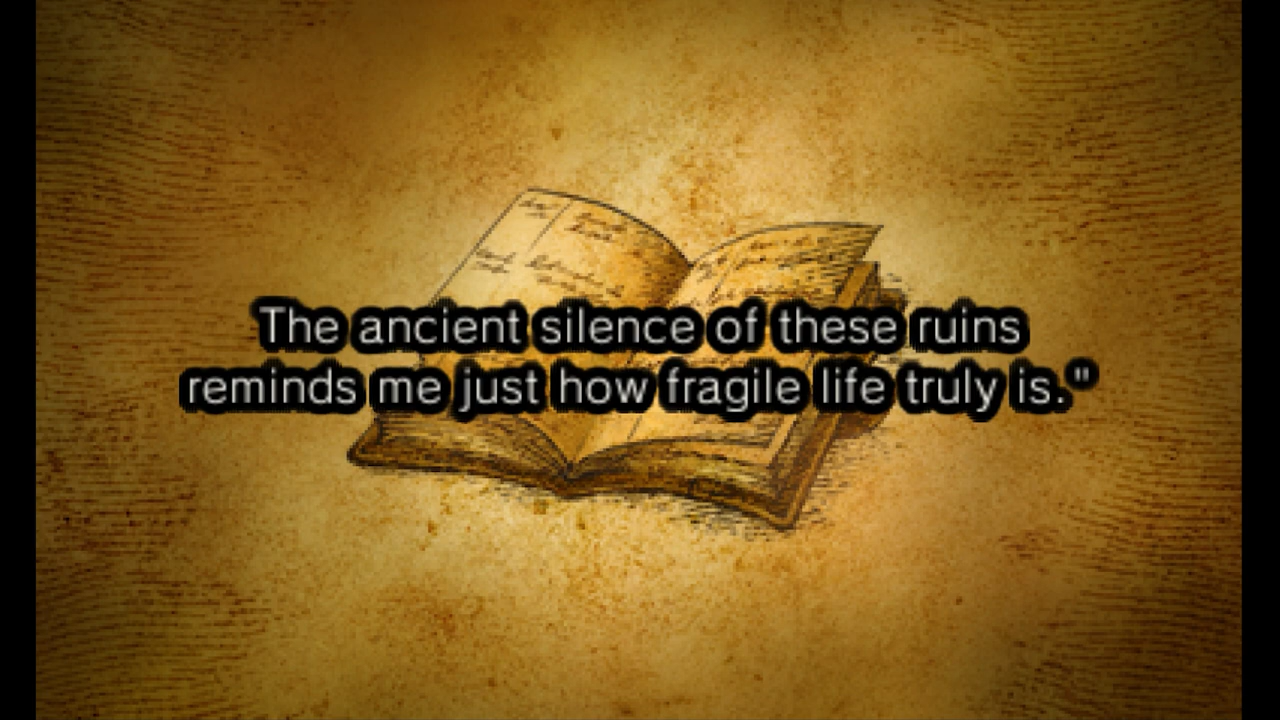 The ancient silence of these ruins
reminds me just how fragile life truly is."